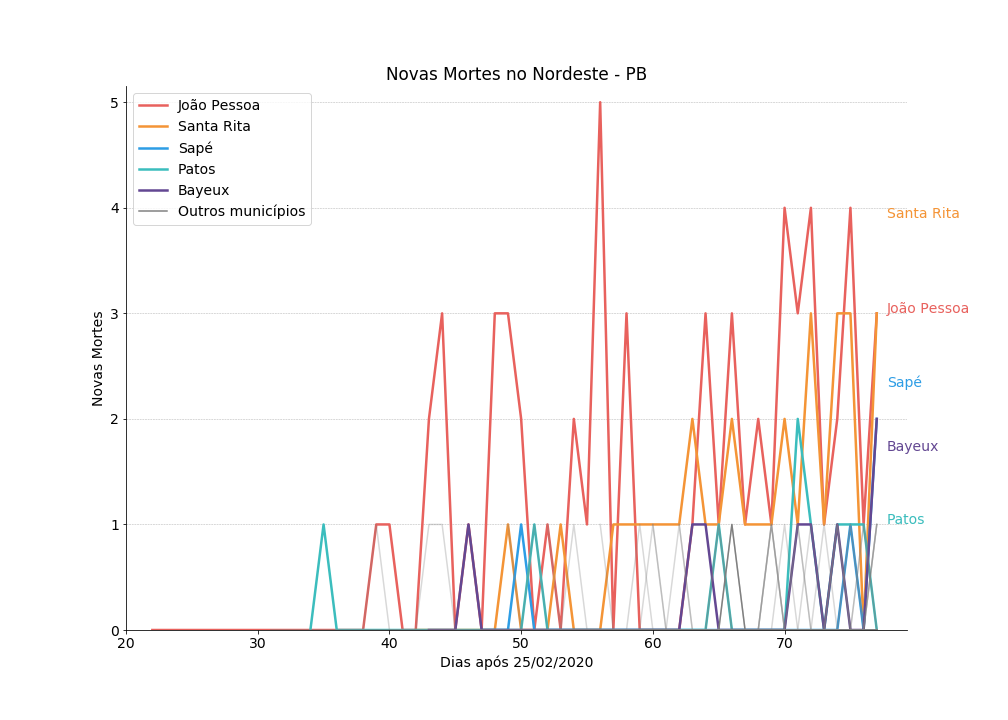 Novas Mortes no Nordeste - PB
João Pessoa
Santa Rita
Sapé
Patos
Bayeux
Outros municípios
5
4
3
2
1
0
Novas Mortes
Santa Rita
João Pessoa
Sapé
Bayeux
Patos
20 30 40 50 60 70
Dias após 25/02/2020